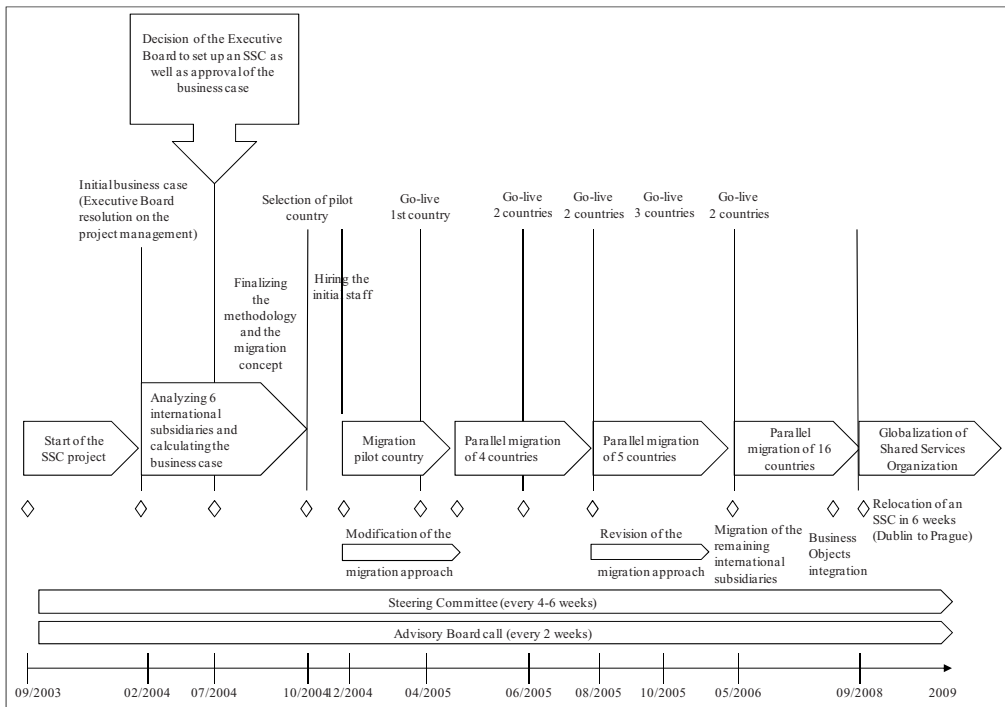 Decision of the Executive
Board to set up an SSC as
well as approval of the
business case
Initial business case
(Executive Board
resolution on the
project management)
Selection of pilot
country
Go-live
1st country
Go-live
2 countries
Go-live
2 countries
Go-live
3 countries
Go-live
2 countries
Finalizing
the
methodology
and the
migration
concept
Hiring the
initial staff
Start of the
SSC project
Analyzing 6
international
subsidiaries and
calculating the
business case
Migration
pilot country
Parallel migration
of 4 countries
Parallel migration
of 5 countries
Parallel
migration of 16
countries
Globalization of
Shared Services
Organization
Modification of the
migration approach
Revision of the
migration approach
Migration of the
remaining
international
subsidiaries
Business
Objects
integration
Relocation of an
SSC in 6 weeks
(Dublin to Prague)
Steering Committee (every 4-6 weeks)
Advisory Board call (every 2 weeks)
09/2003
02/2004
07/2004
10/2004
12/2004
04/2005
06/2005
08/2005
10/2005
05/2006
09/2008
2009